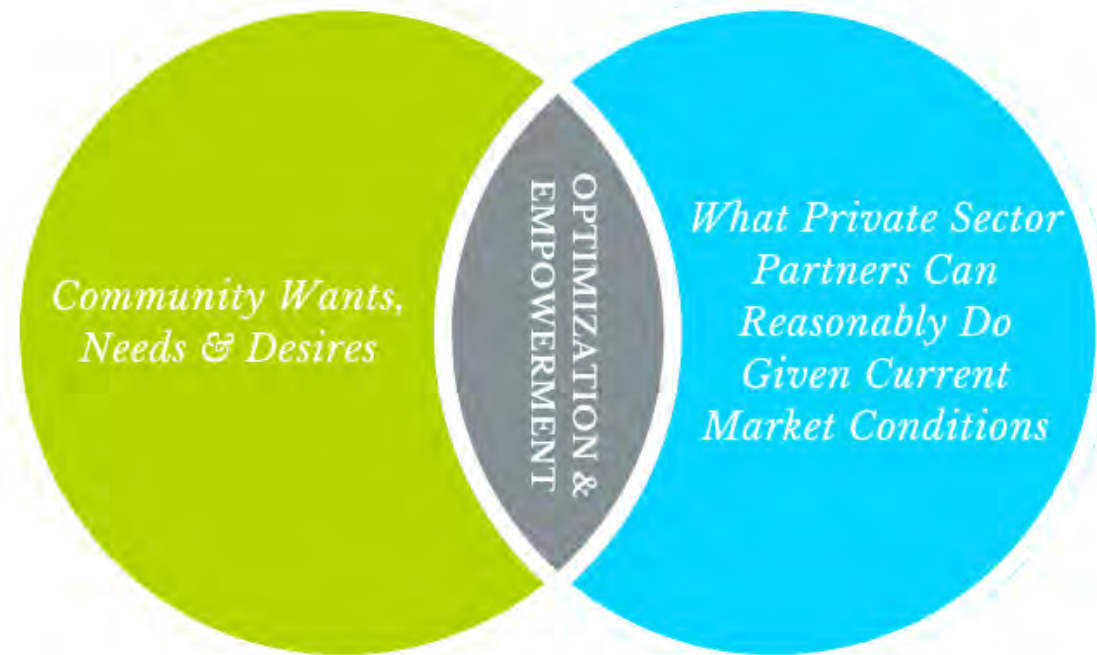 Community Wants,
Needs & Desires
OPTIMIZATION &
EMPOWERMENT
What Private Sector
Partners Can
Reasonably Do
Given Current
Market Conditions